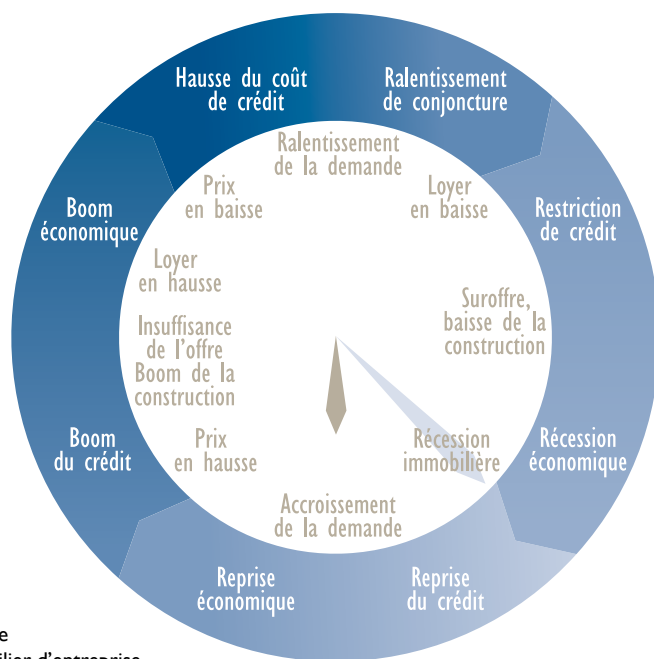 Hausse du coût
de crédit
Ralentissement
de conjoncture
Restriction
de crédit
Récession
économique
Reprise
du crédit
Reprise
économique
Boom
du crédit
Boom
économique
Ralentissement
de la demande
Loyer
en baisse
Suroffre,
baisse de la
construction
Récession
immobilière
Accroissement
de la demande
Prix
en hausse
Insuffisance
de l'offre
Boom de la
construction
Loyer
en hausse
Prix
en baisse
d'entreprise